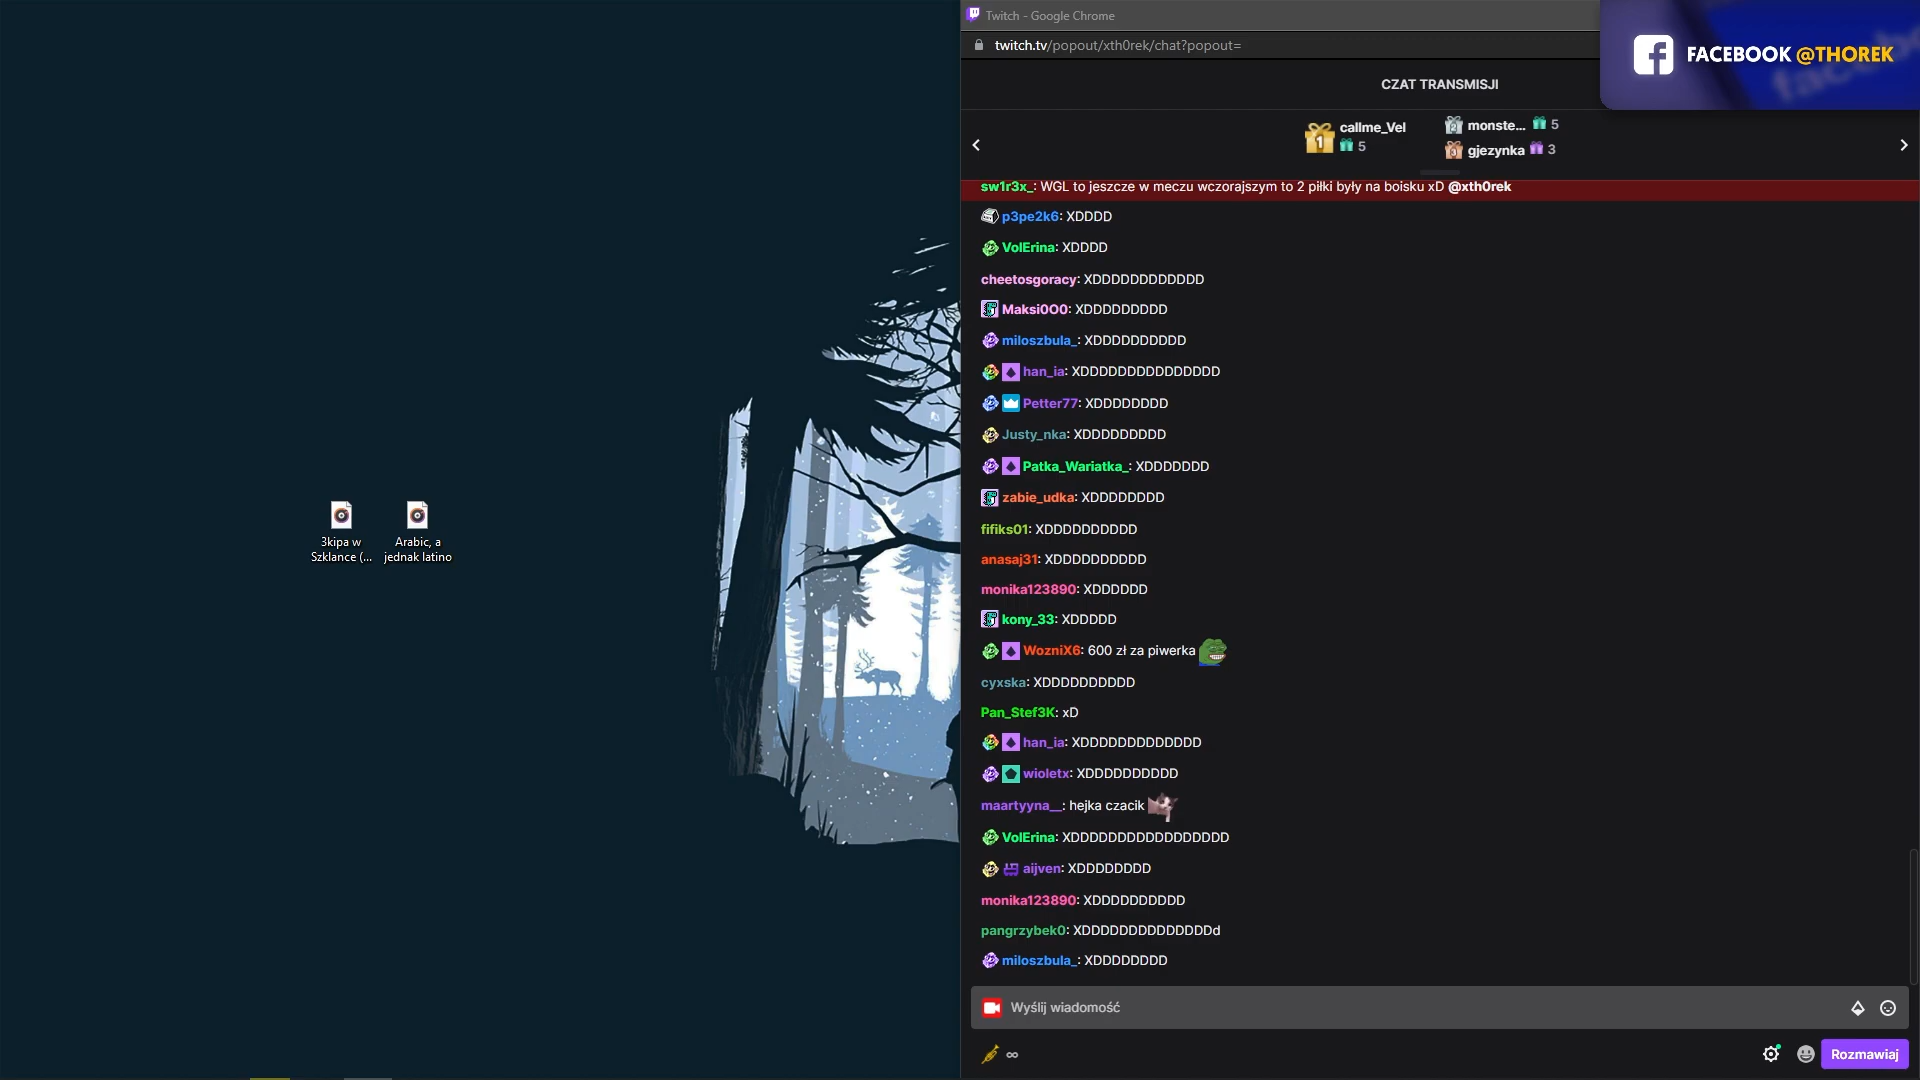 Twitch - Google Chrome
twitch.tv/popout/xth0rek/chat?popout=
FACEBOOK @THOREK
CZAT TRANSMISJI
1 callme_Vel 5
2 monste... 5
3 gjezynka 3
sw1r3x_: WGL to jeszcze w meczu wczorajszym to 2 piłki były na boisku xD @xth0rek
p3pe2k6: XDDDD
VolErina: XDDDD
cheetosgoracy: XDDDDDDDDDDDD
Maksi0O0: XDDDDDDDDD
miloszbula_: XDDDDDDDDDD
han_ia: XDDDDDDDDDDDDDDD
Petter77: XDDDDDDDD
Justy_nka: XDDDDDDDDD
Patka_Wariatka_: XDDDDDDD
zabie_udka: XDDDDDDDD
fifiks01: XDDDDDDDDDD
anasaj31: XDDDDDDDDDD
monika123890: XDDDDDD
kony_33: XDDDDD
WozniX6: 600 zł za piwerka
cyxska: XDDDDDDDDDD
Pan_Stef3K: xD
han_ia: XDDDDDDDDDDDDD
wioletx: XDDDDDDDDDD
maartyyna__: hejka czacik
VolErina: XDDDDDDDDDDDDDDDDD
aijven: XDDDDDDDD
monika123890: XDDDDDDDDDD
pangrzybek0: XDDDDDDDDDDDDDDd
miloszbula_: XDDDDDDDD
3kipa w
Szklance (...
Arabic, a
jednak latino
Wyślij wiadomość
∞
Rozmawiaj